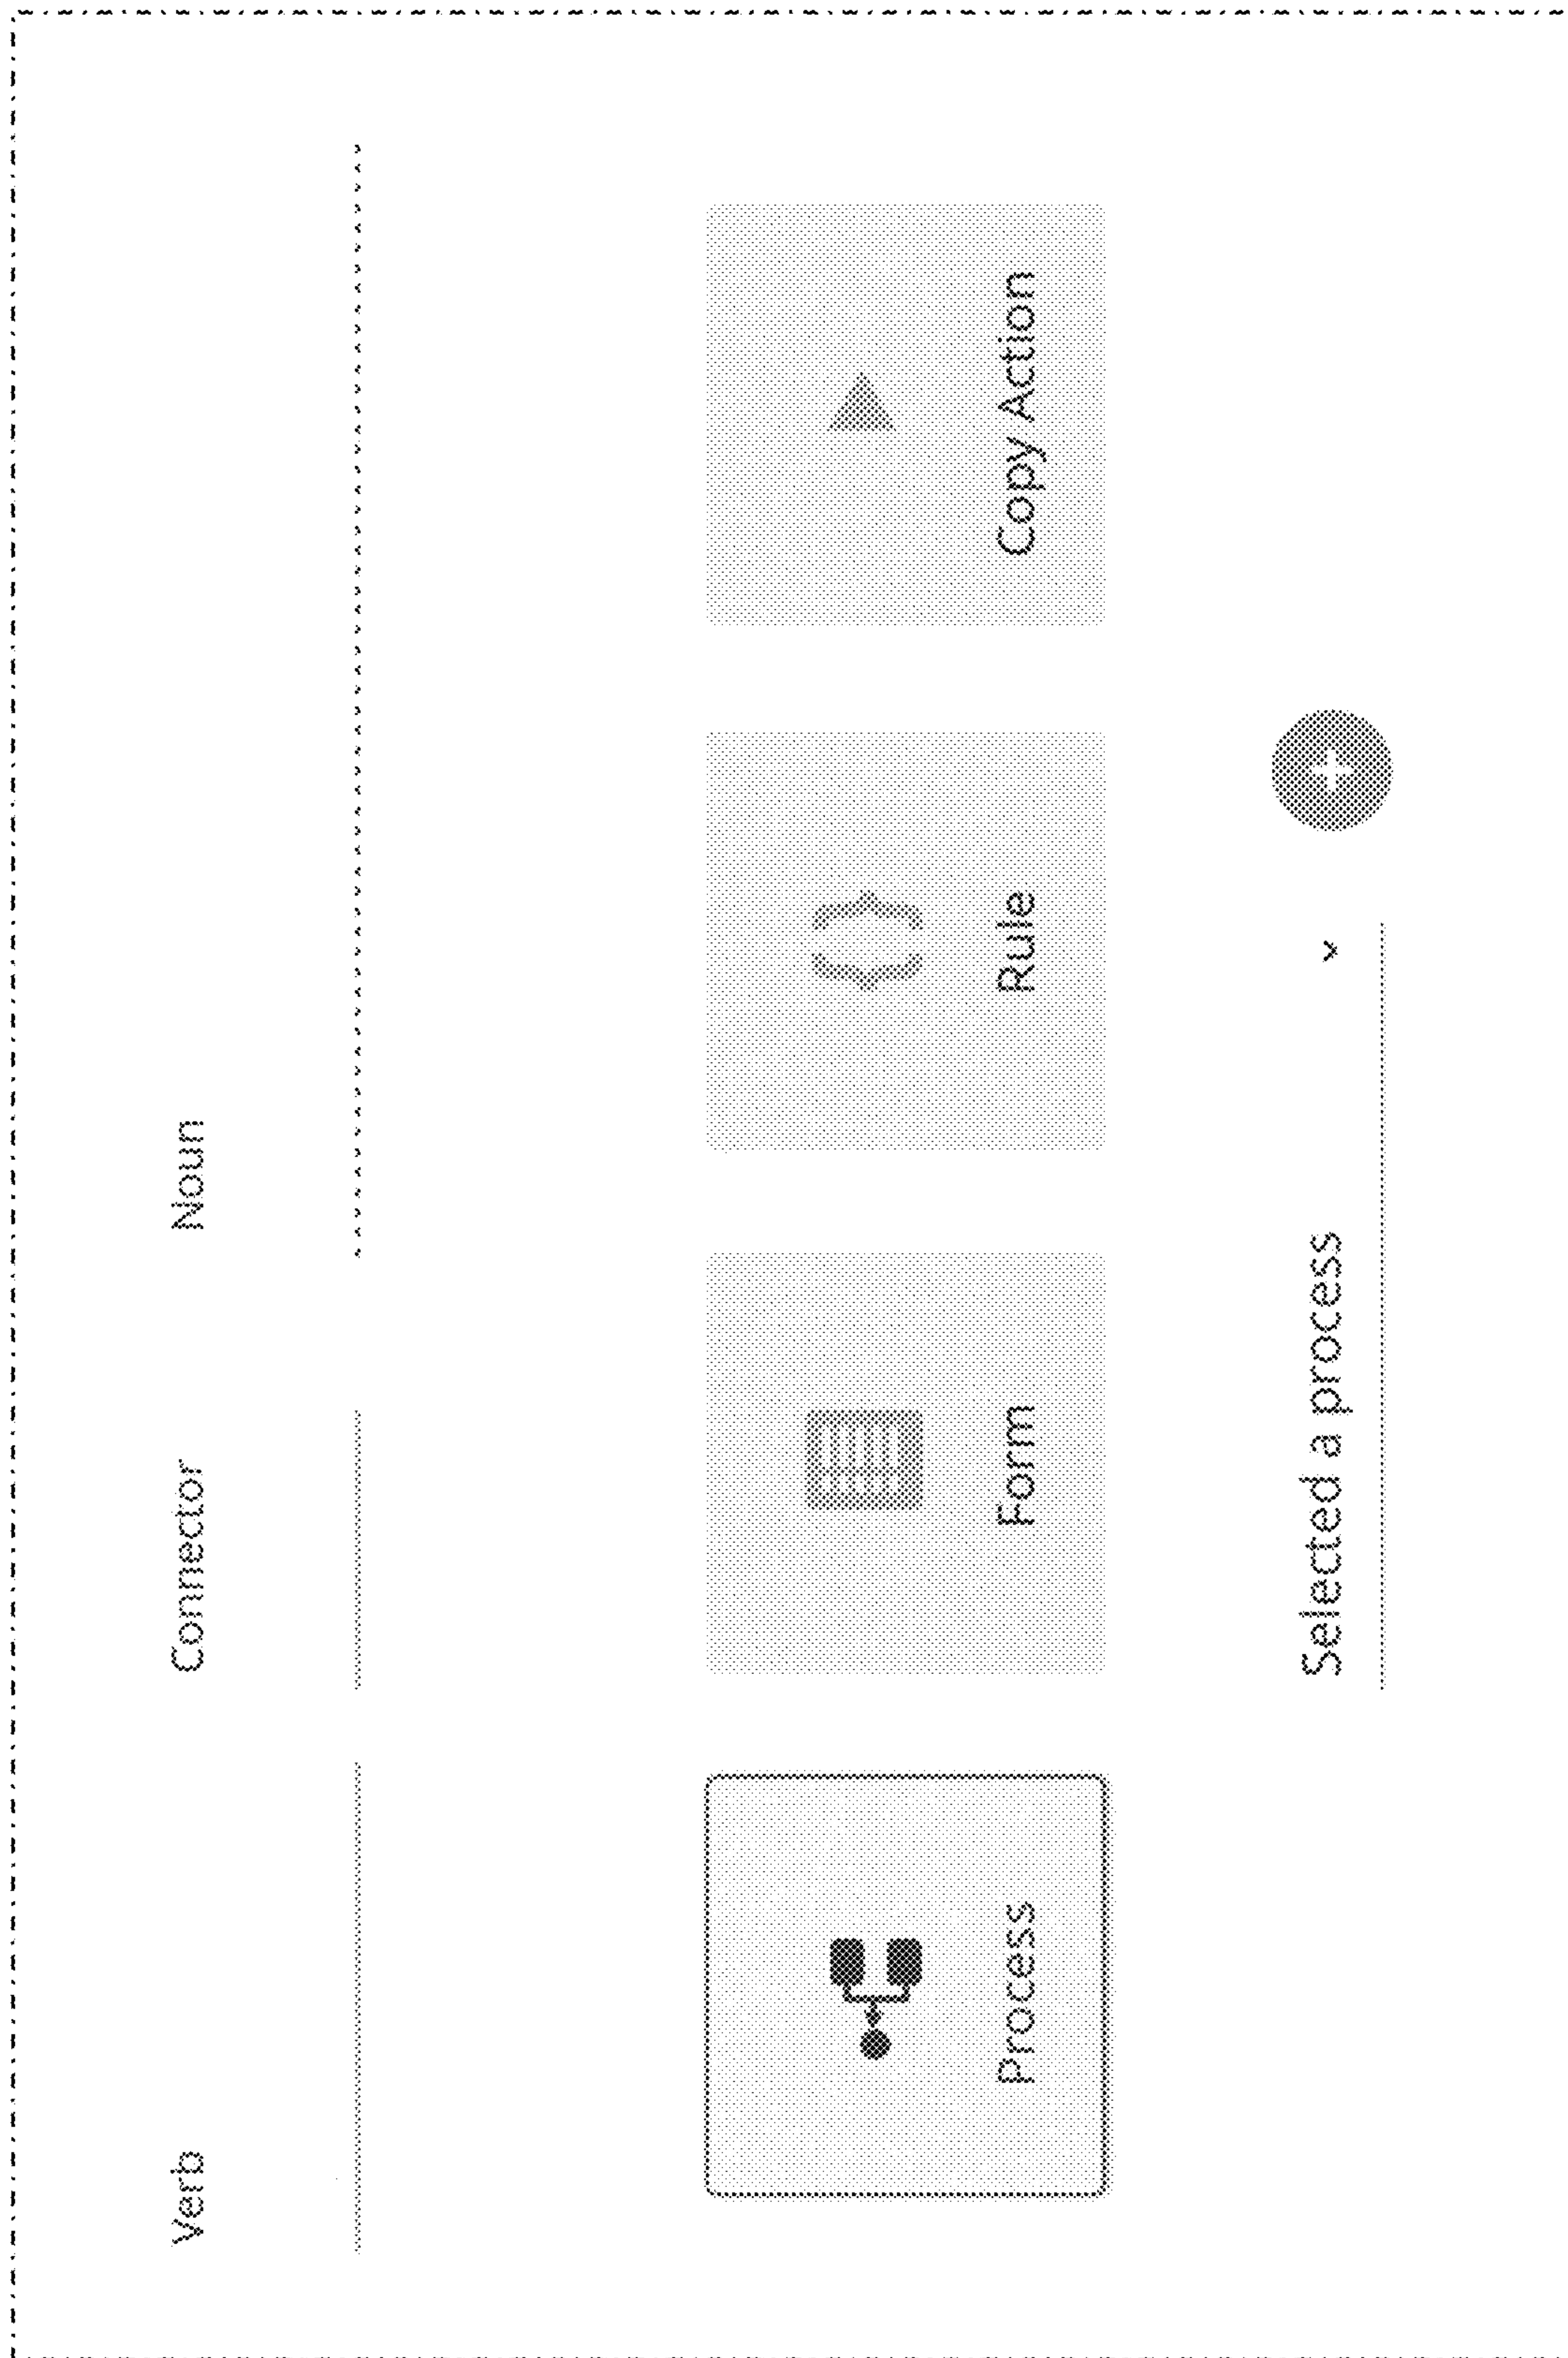 Verb Connector Noun
Process Form Rule Copy Action
Selected a process